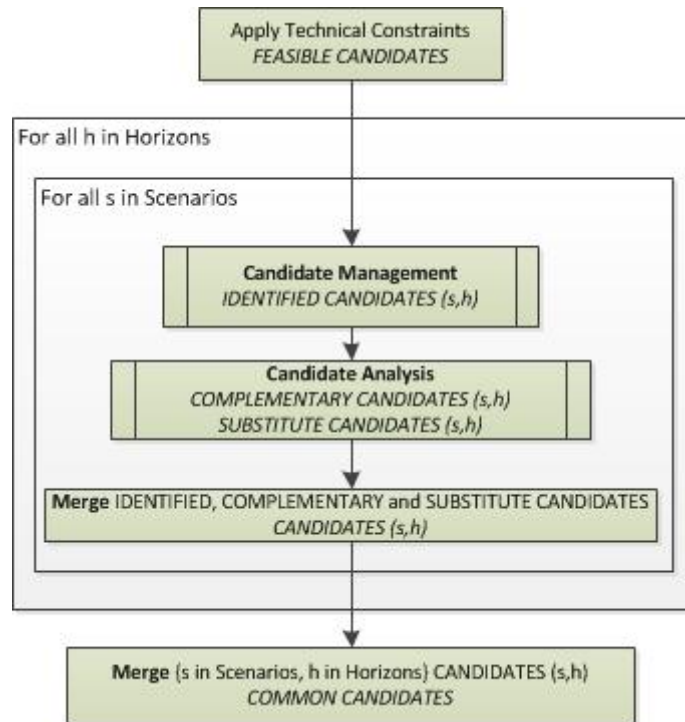 Apply Technical Constraints
FEASIBLE CANDIDATES
For all h in Horizons
For all s in Scenarios
Candidate Management
IDENTIFIED CANDIDATES (s,h)
Candidate Analysis
COMPLEMENTARY CANDIDATES (s,h)
SUBSTITUTE CANDIDATES (s,h)
Merge IDENTIFIED, COMPLEMENTARY and SUBSTITUTE CANDIDATES
CANDIDATES (s,h)
Merge {s in Scenarios, h in Horizons} CANDIDATES (s,h)
COMMON CANDIDATES